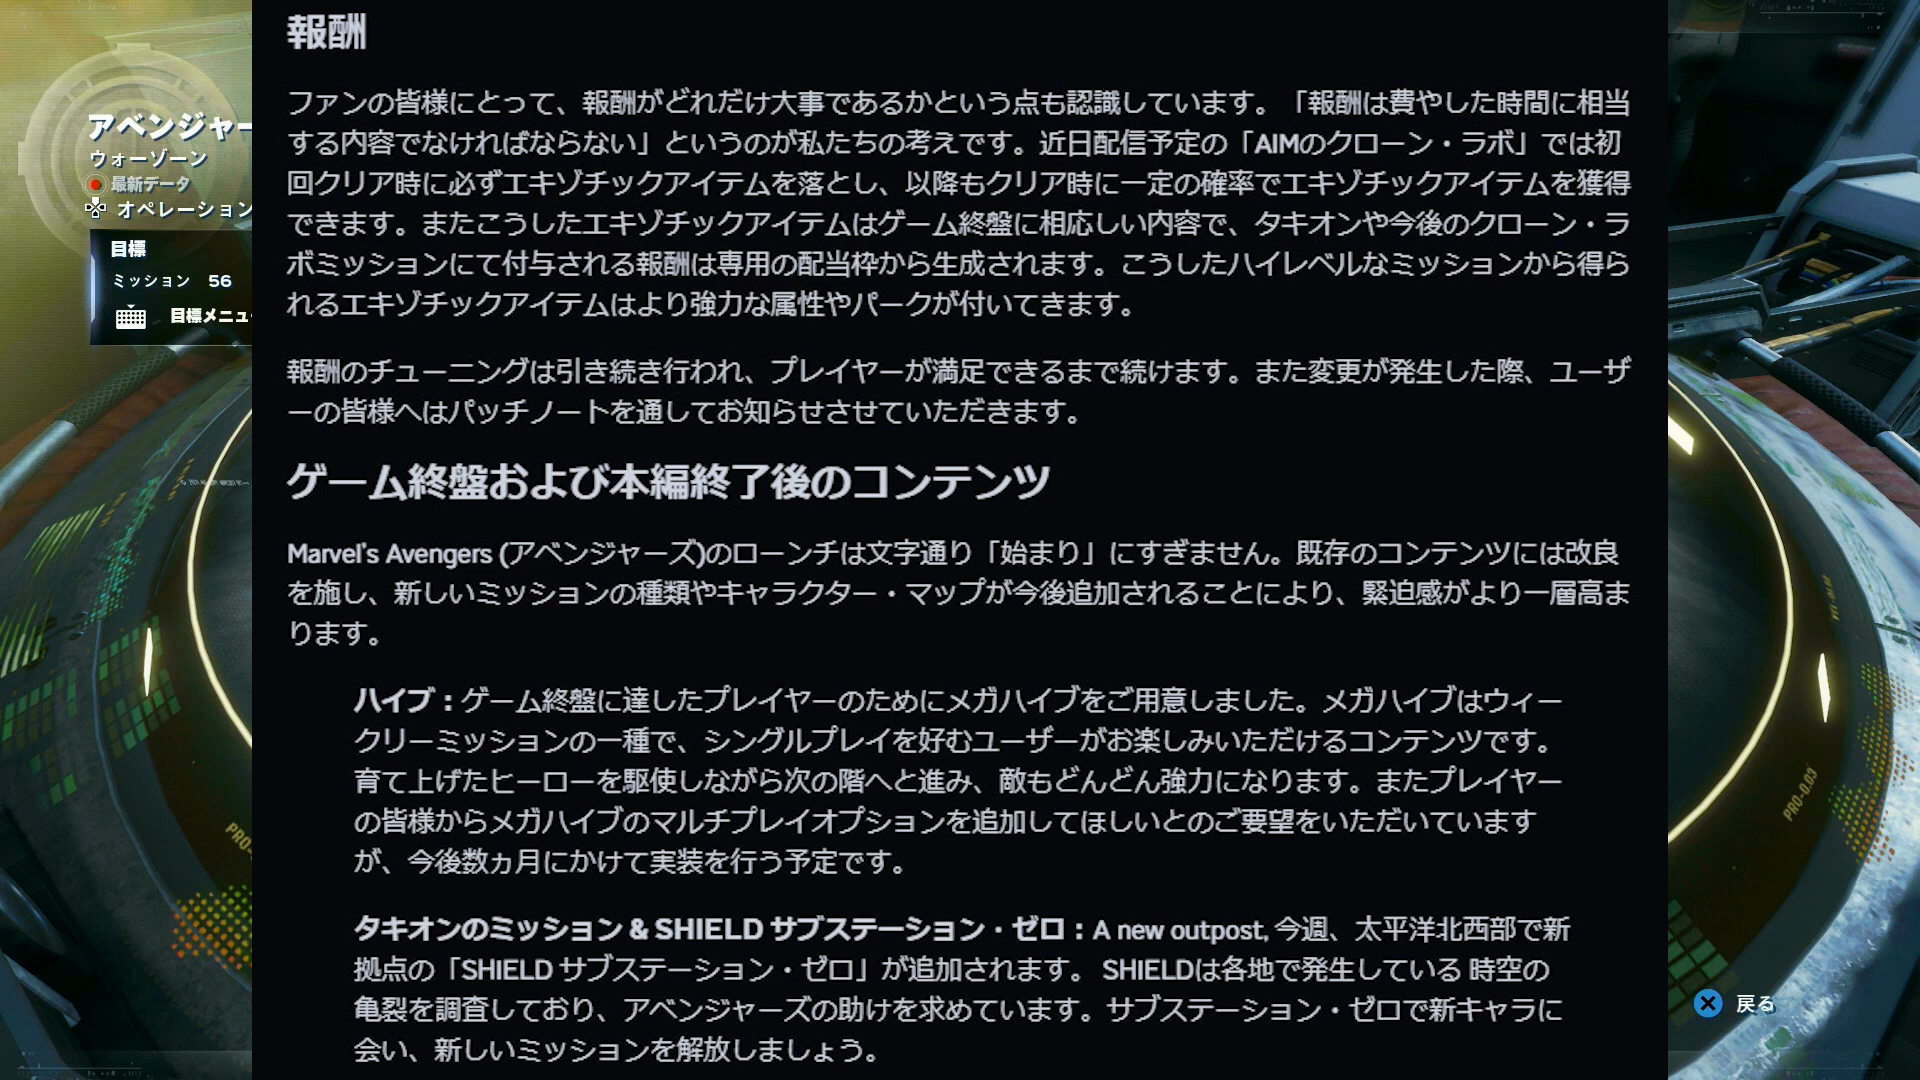 アベンジャー
ウォーゾーン
最新データ
オペレーション
目標
ミッション 56
目標メニュ
報酬
ファンの皆様にとって、報酬がどれだけ大事であるかという点も認識しています。「報酬は費やした時間に相当
する内容でなければならない」というのが私たちの考えです。近日配信予定の「AIMのクローン・ラボ」では初
回クリア時に必ずエキゾチックアイテムを落とし、以降もクリア時に一定の確率でエキゾチックアイテムを獲得
できます。またこうしたエキゾチックアイテムはゲーム終盤に相応しい内容で、タキオンや今後のクローン・ラ
ボミッションにて付与される報酬は専用の配当枠から生成されます。こうしたハイレベルなミッションから得ら
れるエキゾチックアイテムはより強力な属性やパークが付いてきます。
報酬のチューニングは引き続き行われ、プレイヤーが満足できるまで続けます。また変更が発生した際、ユーザ
ーの皆様へはパッチノートを通してお知らせさせていただきます。
ゲーム終盤および本編終了後のコンテンツ
Marvel's Avengers (アベンジャーズ)のローンチは文字通り「始まり」にすぎません。既存のコンテンツには改良
を施し、新しいミッションの種類やキャラクター・マップが今後追加されることにより、緊迫感がより一層高ま
ります。
ハイブ：ゲーム終盤に達したプレイヤーのためにメガハイブをご用意しました。メガハイブはウィー
クリーミッションの一種で、シングルプレイを好むユーザーがお楽しみいただけるコンテンツです。
育て上げたヒーローを駆使しながら次の階へと進み、敵もどんどん強力になります。またプレイヤー
の皆様からメガハイブのマルチプレイオプションを追加してほしいとのご要望をいただいています
が、今後数ヵ月にかけて実装を行う予定です。
タキオンのミッション & SHIELD サブステーション・ゼロ：A new outpost, 今週、太平洋北西部で新
拠点の「SHIELD サブステーション・ゼロ」が追加されます。 SHIELDは各地で発生している 時空の
亀裂を調査しており、アベンジャーズの助けを求めています。サブステーション・ゼロで新キャラに
会い、新しいミッションを解放しましょう。
PRO-
PRO-0.03
戻る